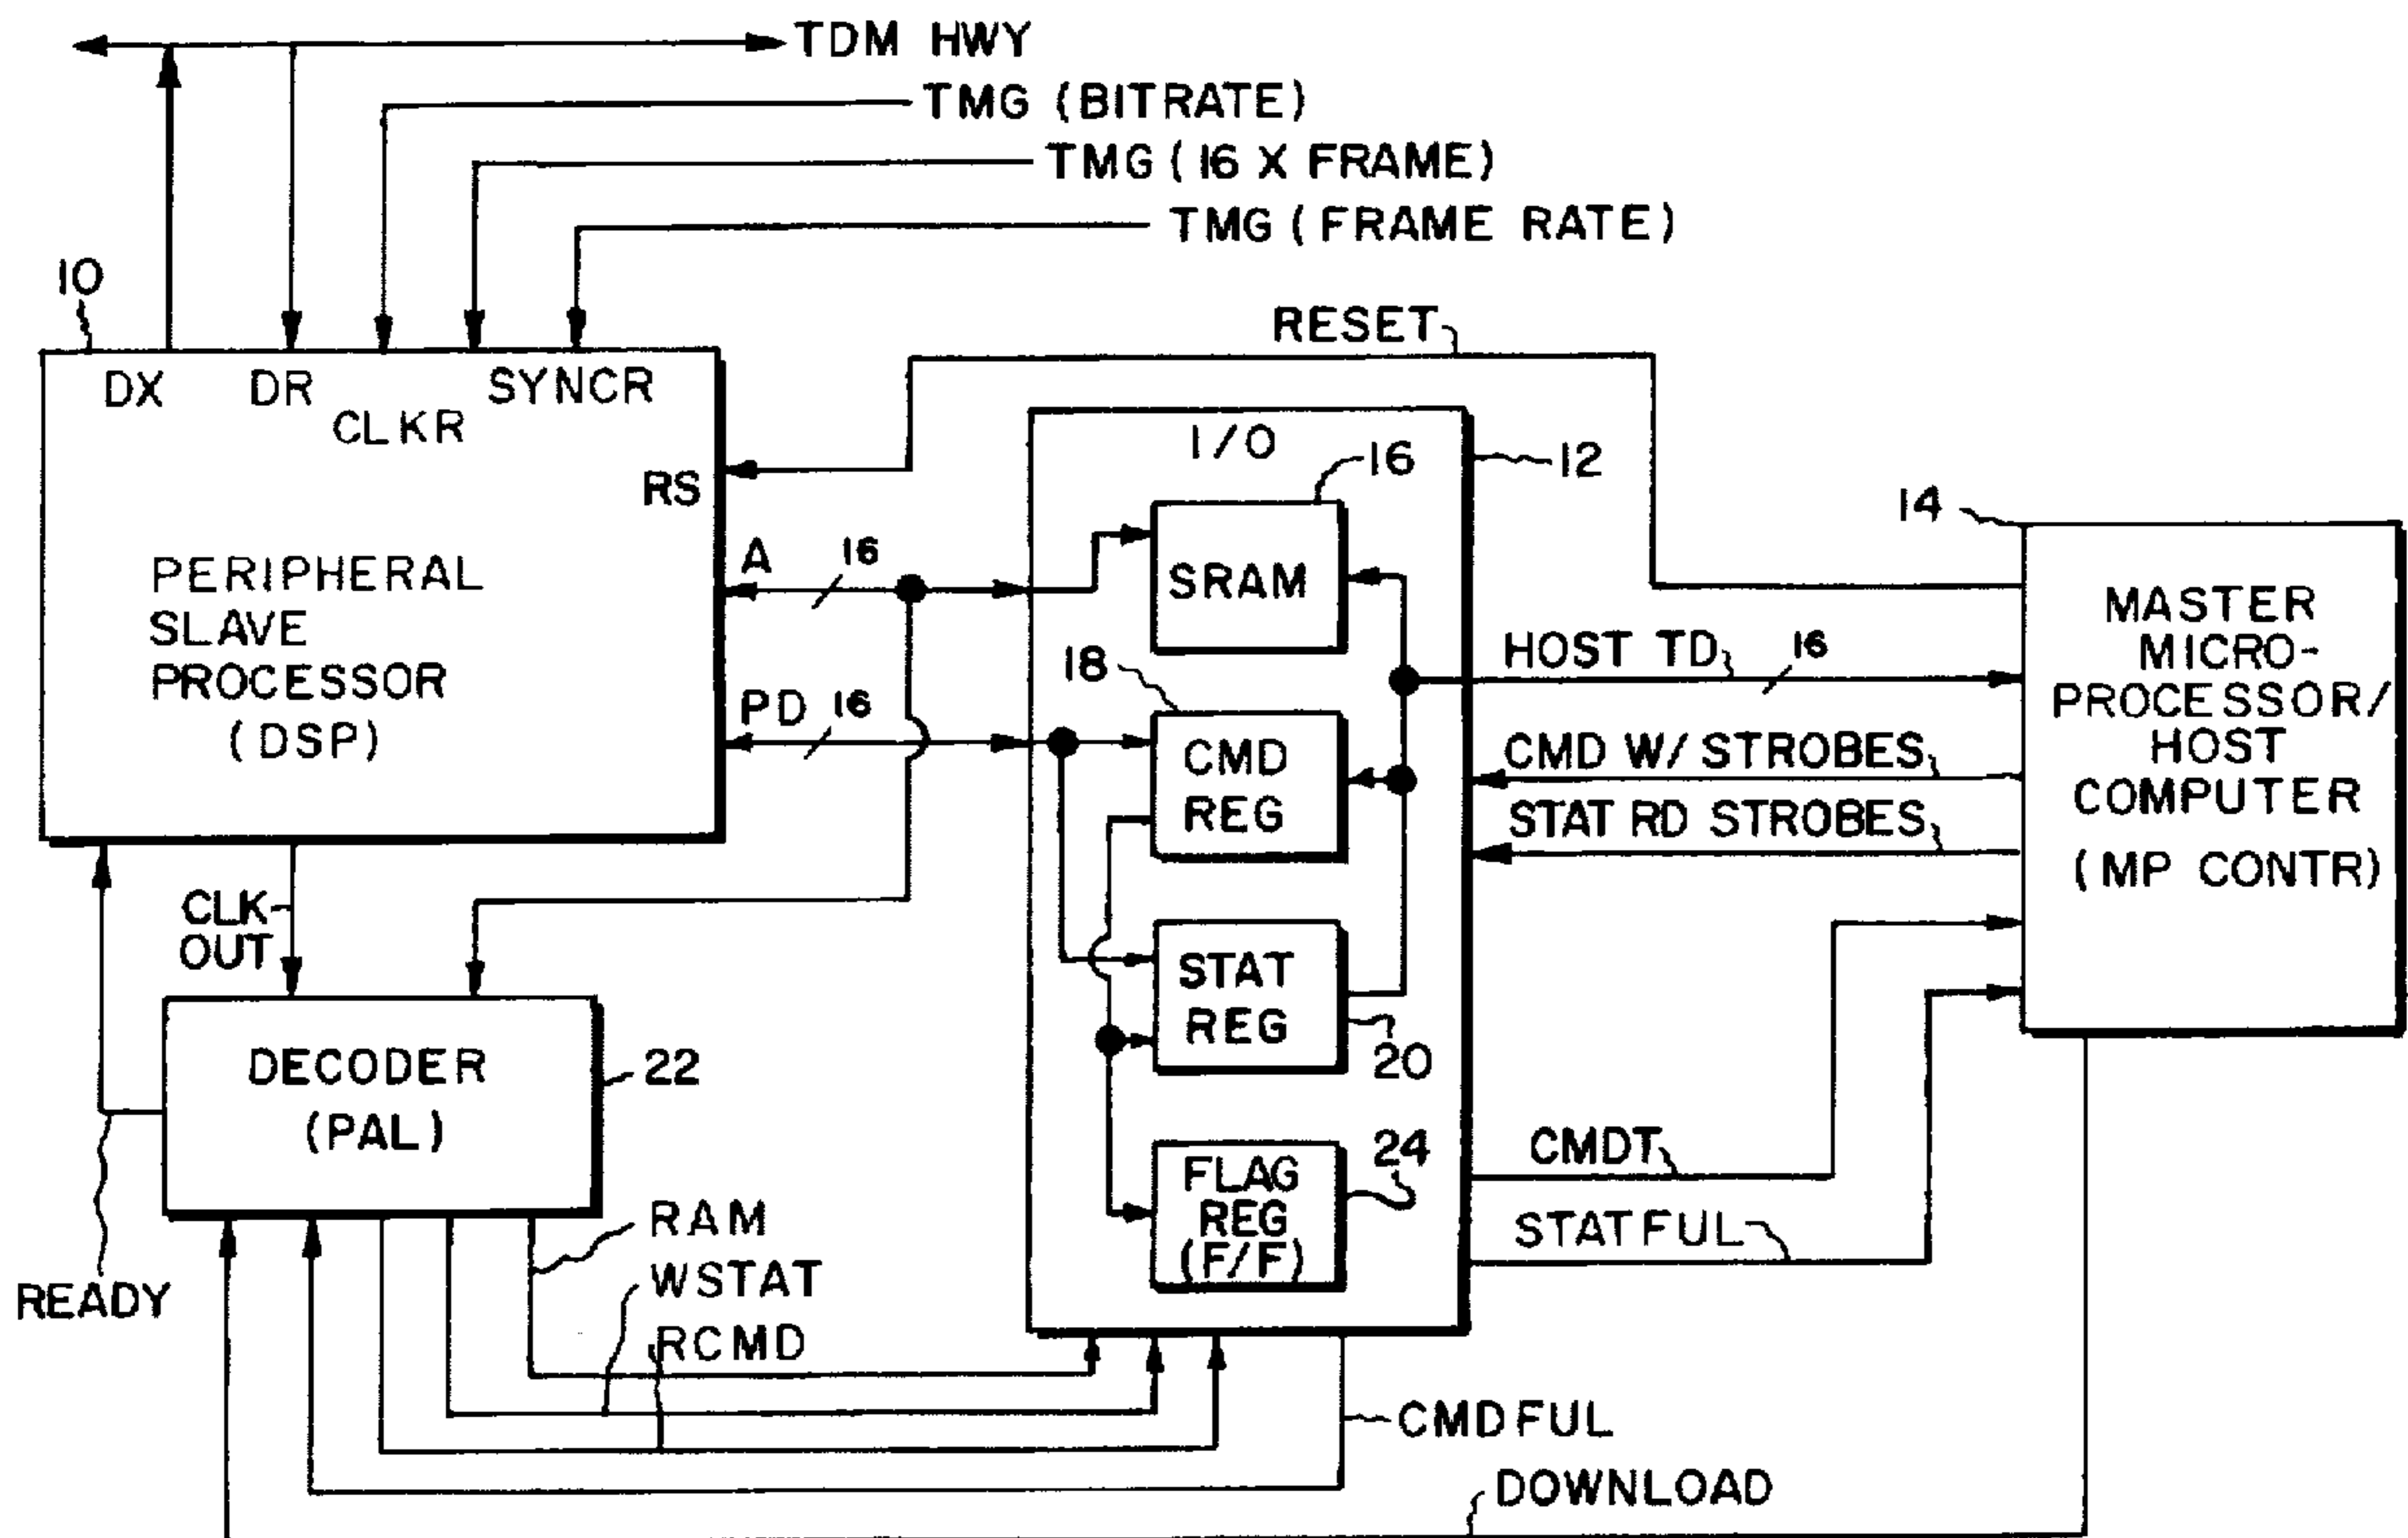 TDM HWY
TMG (BITRATE)
TMG (16 X FRAME)
TMG (FRAME RATE)
10
RESET
DX
DR
SYNCR
CLKR
I/O
16
12
RS
14
A
16
PERIPHERAL
SLAVE
PROCESSOR
(DSP)
SRAM
MASTER
MICRO-
PROCESSOR/
HOST
COMPUTER
(MP CONTR)
HOST TD
16
18
PD
16
CMD
REG
CMD W/ STROBES
STAT RD STROBES
CLK
OUT
STAT
REG
20
DECODER
(PAL)
22
CMDT
24
FLAG
REG
(F/F)
STATFUL
RAM
WSTAT
RCMD
READY
CMDFUL
DOWNLOAD